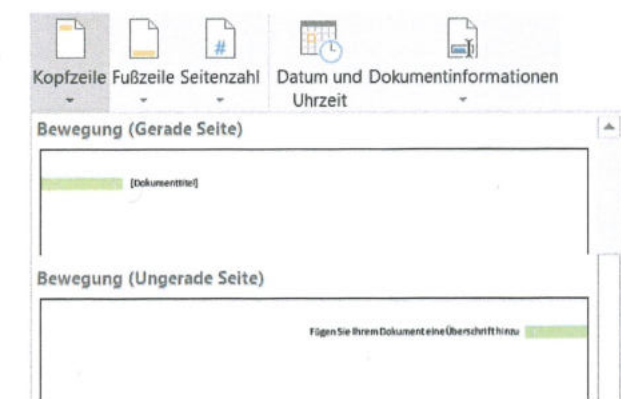 #
Kopfzeile Fußzeile Seitenzahl Datum und Dokumentinformationen
Uhrzeit
Bewegung (Gerade Seite)
[Dokumenttitel]
Bewegung (Ungerade Seite)
Fügen Sie Ihrem Dokument eine Überschrift hinzu